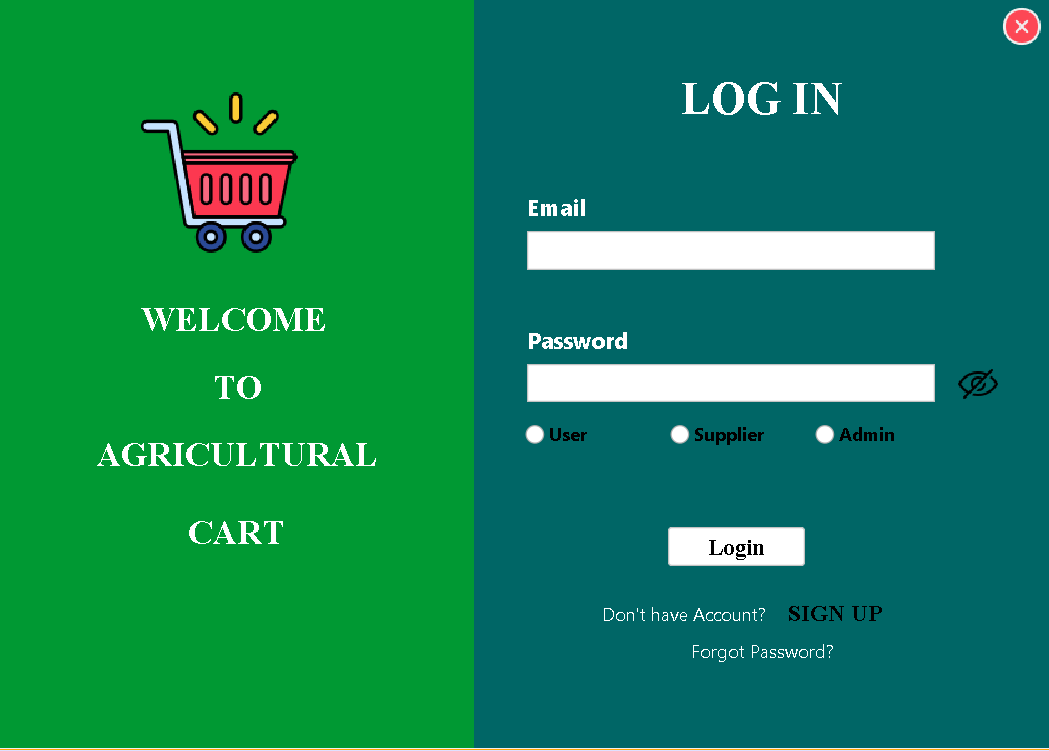 WELCOME
TO
AGRICULTURAL
CART
LOG IN
Email
Password
User Supplier Admin
Login
Don't have Account? SIGN UP
Forgot Password?